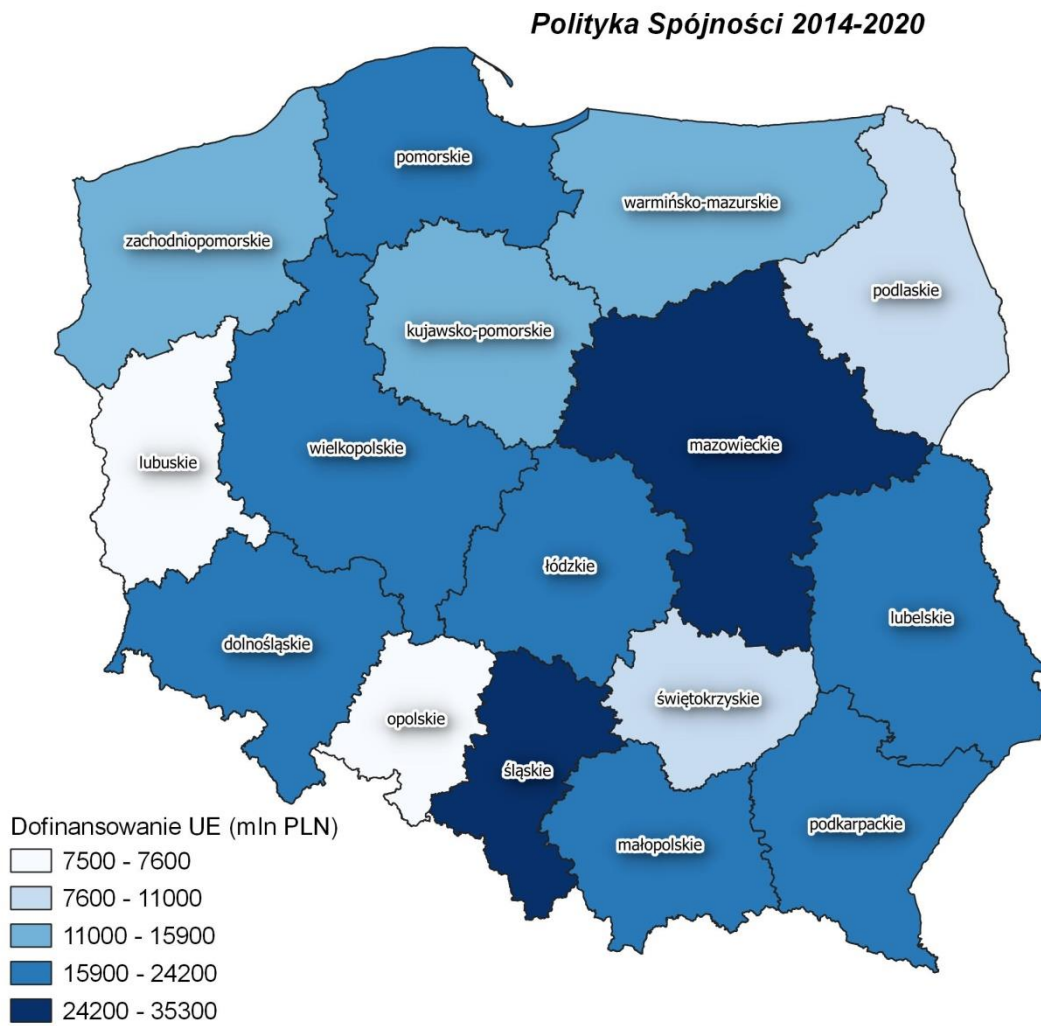 Polityka Spójności 2014-2020
pomorskie
warmińsko-mazurskie
zachodniopomorskie
podlaskie
kujawsko-pomorskie
mazowieckie
wielkopolskie
lubuskie
łódzkie
lubelskie
dolnośląskie
świętokrzyskie
opolskie
śląskie
podkarpackie
małopolskie
Dofinansowanie UE (mln PLN)
7500 - 7600
7600 - 11000
11000 - 15900
15900 - 24200
24200 - 35300